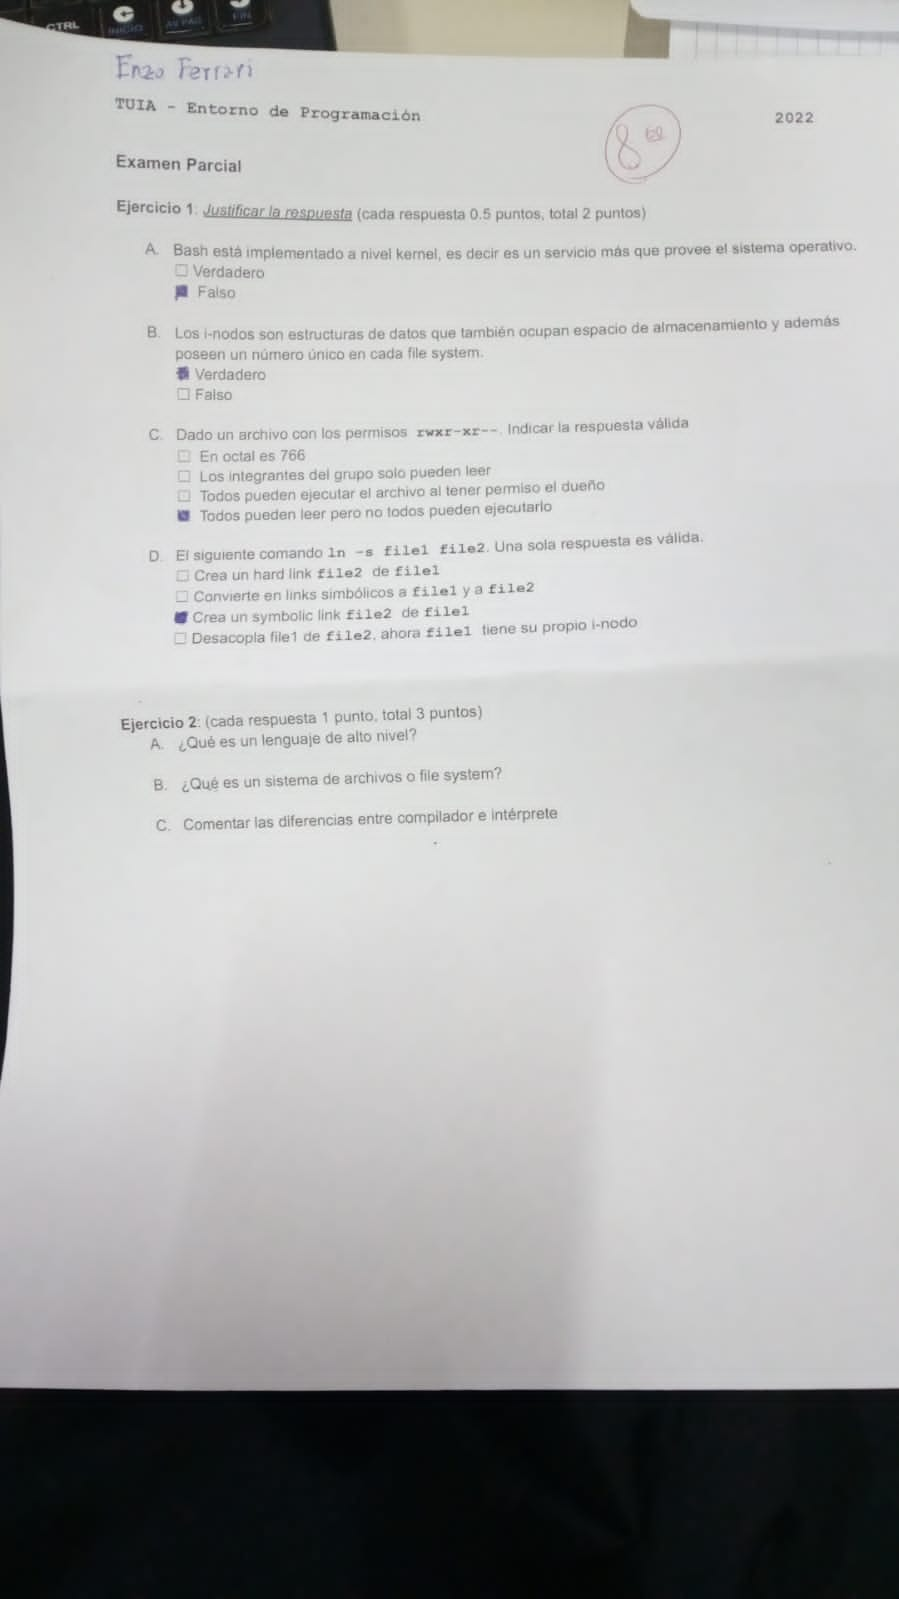 CTRL
INICIO
AV PAG
FIN
Enzo Ferrari
TUIA - Entorno de Programación
2022
8
Examen Parcial
Ejercicio 1: Justificar la respuesta (cada respuesta 0.5 puntos, total 2 puntos)
A. Bash está implementado a nivel kernel, es decir es un servicio más que provee el sistema operativo.
Verdadero
Falso
B. Los i-nodos son estructuras de datos que también ocupan espacio de almacenamiento y además
poseen un número único en cada file system.
Verdadero
Falso
C. Dado un archivo con los permisos rwxr-xr--. Indicar la respuesta válida
En octal es 766
Los integrantes del grupo solo pueden leer
Todos pueden ejecutar el archivo al tener permiso el dueño
Todos pueden leer pero no todos pueden ejecutarlo
D. El siguiente comando ln -s file1 file2. Una sola respuesta es válida.
Crea un hard link file2 de file1
Convierte en links simbólicos a file1 y a file2
Crea un symbolic link file2 de file1
Desacopla file1 de file2, ahora file1 tiene su propio i-nodo
Ejercicio 2: (cada respuesta 1 punto, total 3 puntos)
A. ¿Qué es un lenguaje de alto nivel?
B. ¿Qué es un sistema de archivos o file system?
C. Comentar las diferencias entre compilador e intérprete